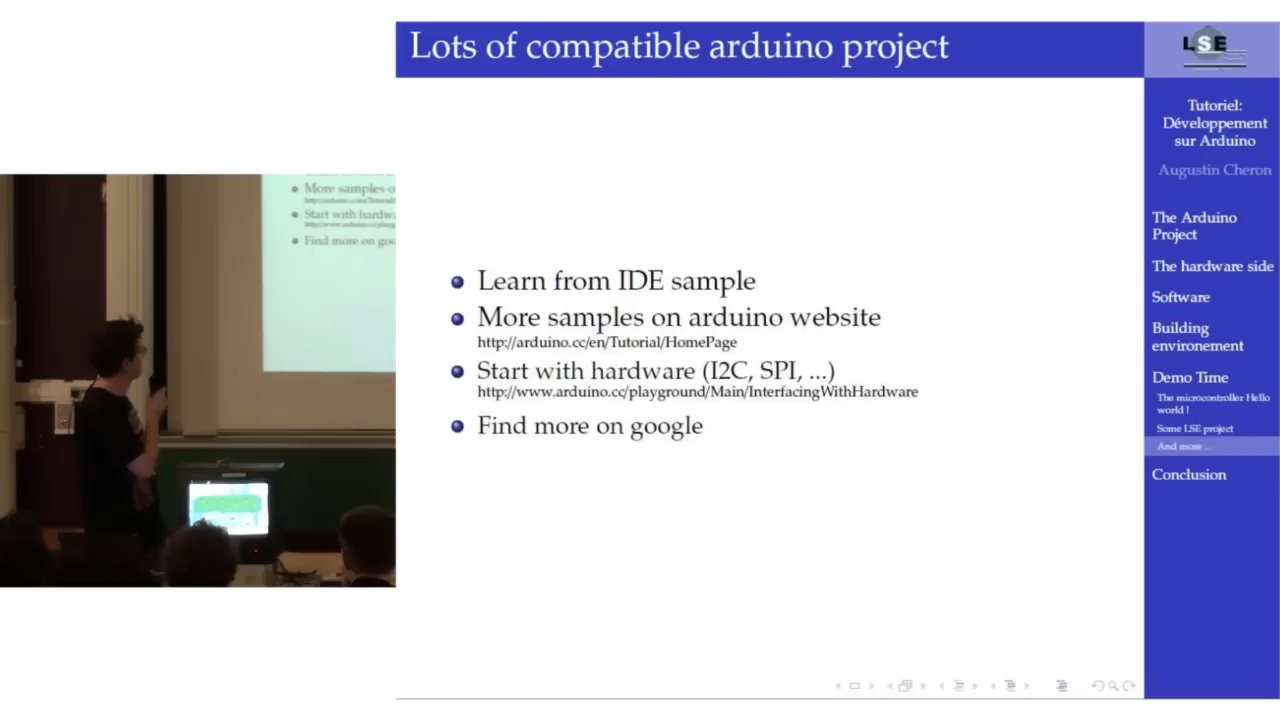 Lots of compatible arduino project
LSE
Tutoriel:
Développement
sur Arduino
Augustin Cheron
The Arduino
Project
The hardware side
Software
Building
environement
Demo Time
The microcontroller Hello
world !
Some LSE project
And more ...
Conclusion
Learn from IDE sample
More samples on arduino website
http://arduino.cc/en/Tutorial/HomePage
Start with hardware (I2C, SPI, ...)
http://www.arduino.cc/playground/Main/InterfacingWithHardware
Find more on google
More samples o
Start with hardw
Find more on goo